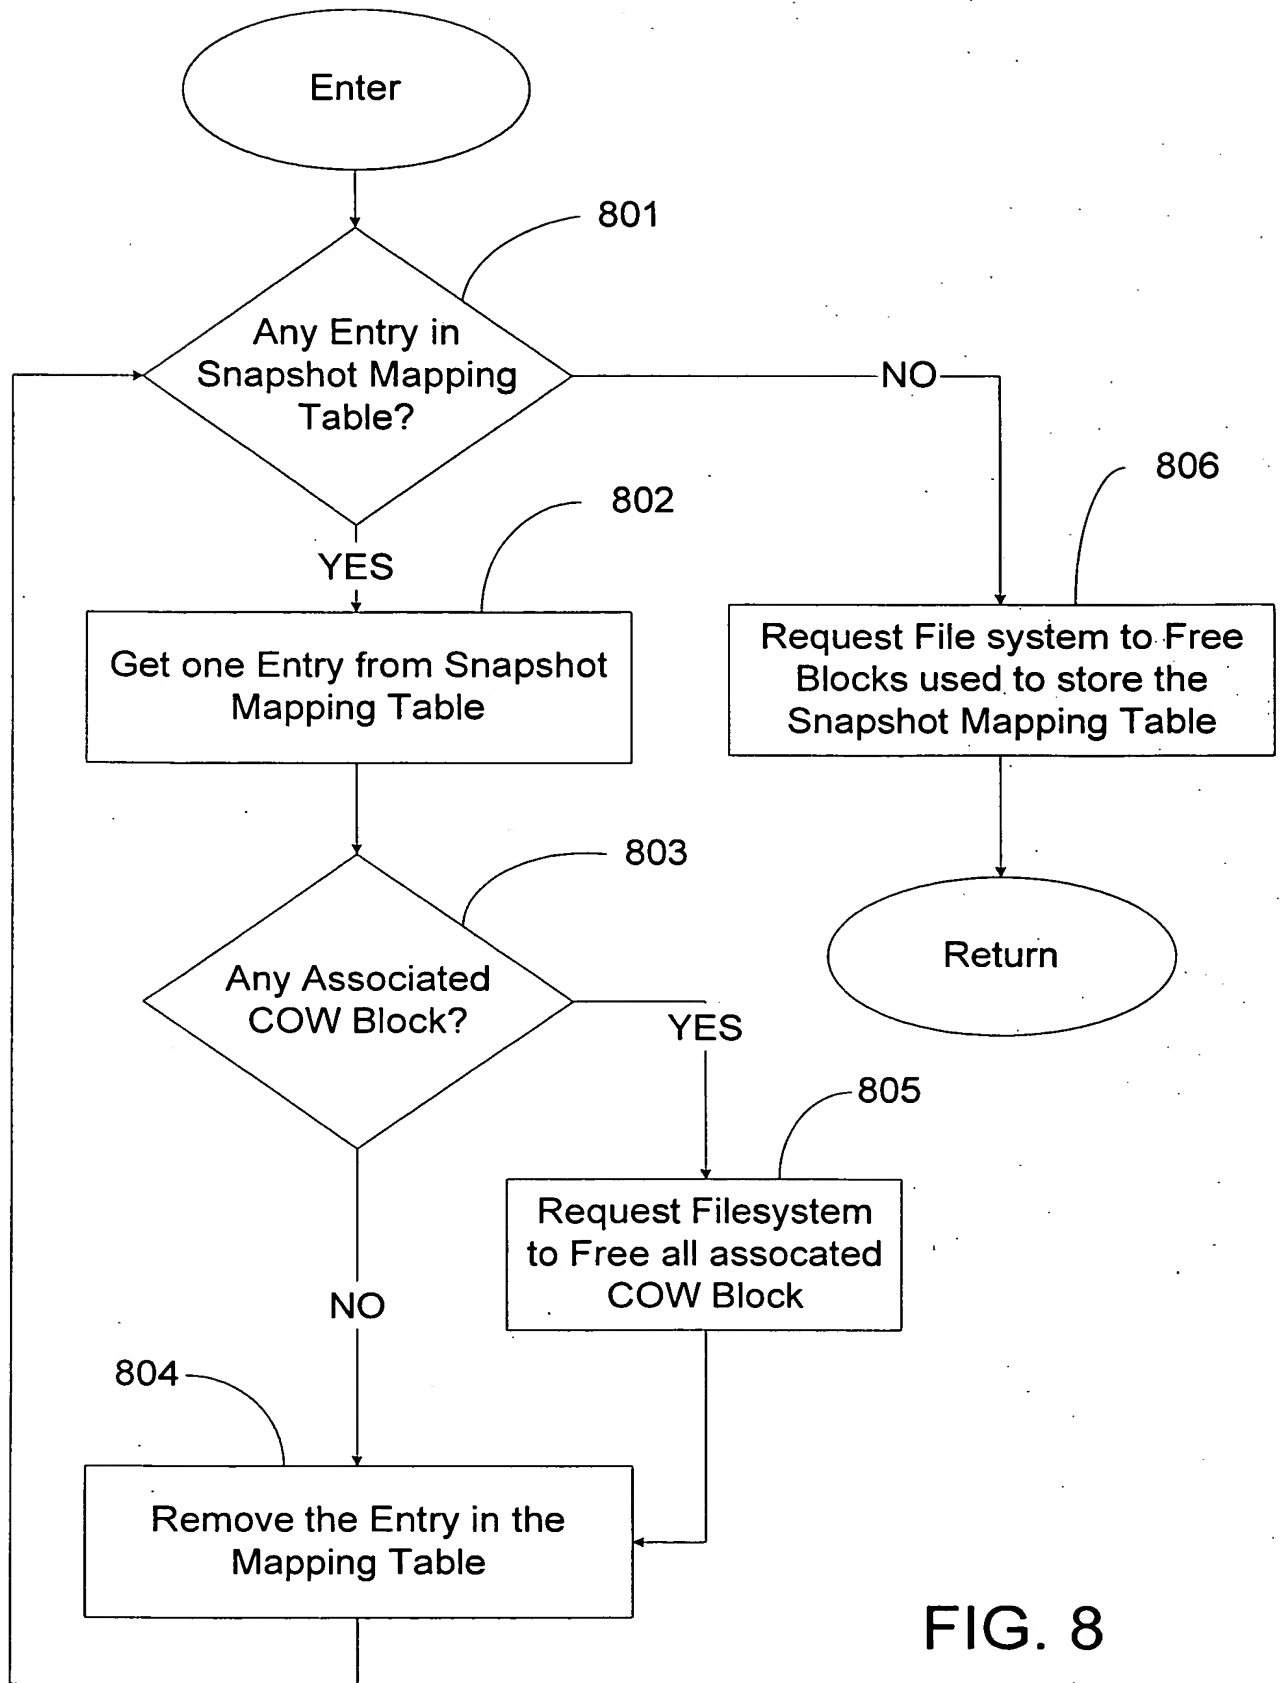 Enter
801
Any Entry in
Snapshot Mapping
Table?
NO
YES
802
806
Get one Entry from Snapshot
Mapping Table
Request File system to Free
Blocks used to store the
Snapshot Mapping Table
803
Any Associated
COW Block?
YES
Return
805
Request Filesystem
to Free all assocated
COW Block
NO
804
Remove the Entry in the
Mapping Table
FIG. 8